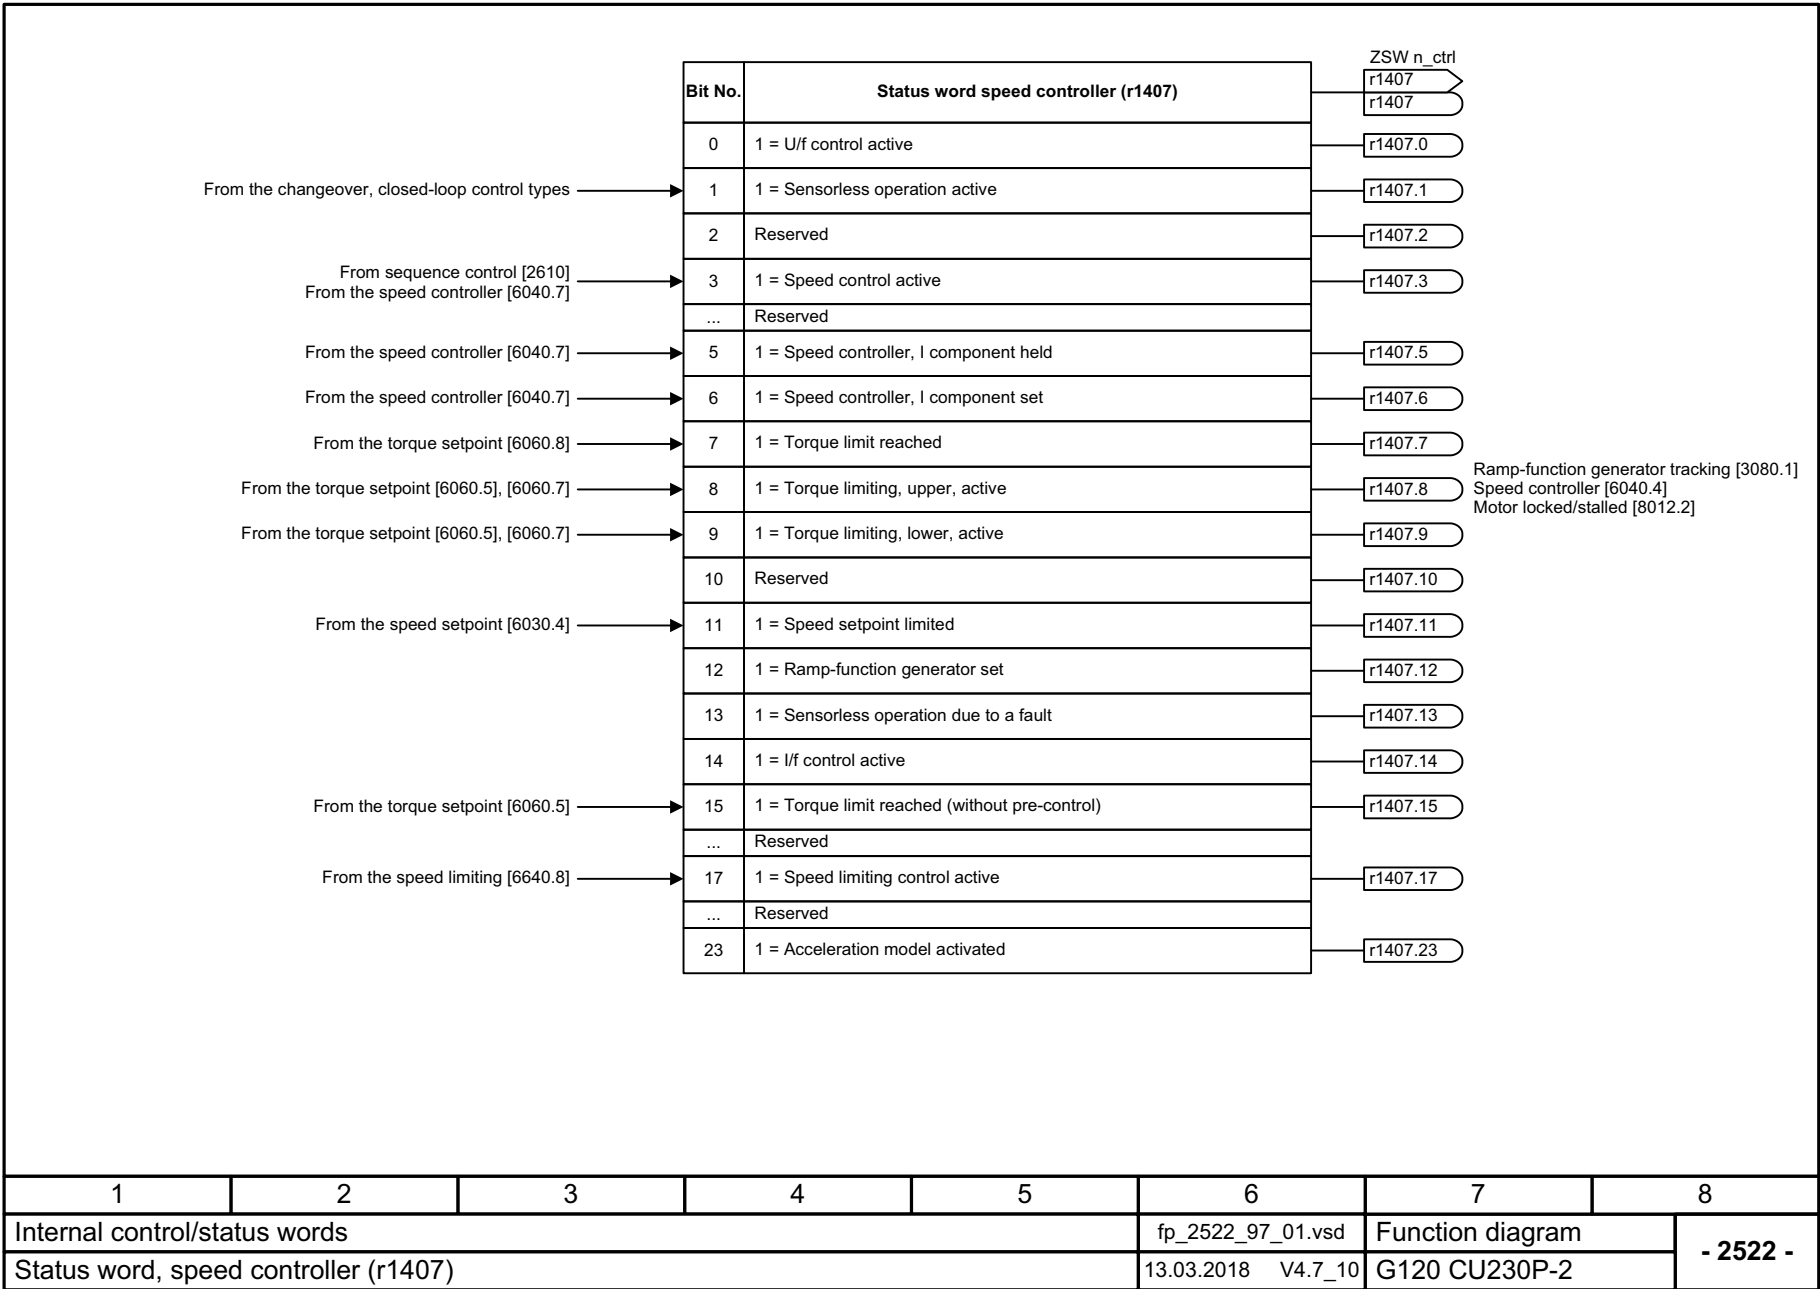 ZSW n_ctrl
Bit No. Status word speed controller (r1407) r1407
r1407
0 1 = U/f control active r1407.0
From the changeover, closed-loop control types 1 1 = Sensorless operation active r1407.1
2 Reserved r1407.2
From sequence control [2610]
From the speed controller [6040.7] 3 1 = Speed control active r1407.3
... Reserved
From the speed controller [6040.7] 5 1 = Speed controller, I component held r1407.5
From the speed controller [6040.7] 6 1 = Speed controller, I component set r1407.6
From the torque setpoint [6060.8] 7 1 = Torque limit reached r1407.7
From the torque setpoint [6060.5], [6060.7] 8 1 = Torque limiting, upper, active r1407.8
Ramp-function generator tracking [3080.1]
Speed controller [6040.4]
Motor locked/stalled [8012.2]
From the torque setpoint [6060.5], [6060.7] 9 1 = Torque limiting, lower, active r1407.9
10 Reserved r1407.10
From the speed setpoint [6030.4] 11 1 = Speed setpoint limited r1407.11
12 1 = Ramp-function generator set r1407.12
13 1 = Sensorless operation due to a fault r1407.13
14 1 = I/f control active r1407.14
From the torque setpoint [6060.5] 15 1 = Torque limit reached (without pre-control) r1407.15
... Reserved
From the speed limiting [6640.8] 17 1 = Speed limiting control active r1407.17
... Reserved
23 1 = Acceleration model activated r1407.23
1 2 3 4 5 6 7 8
Internal control/status words fp_2522_97_01.vsd Function diagram - 2522 -
Status word, speed controller (r1407) 13.03.2018 V4.7_10 G120 CU230P-2